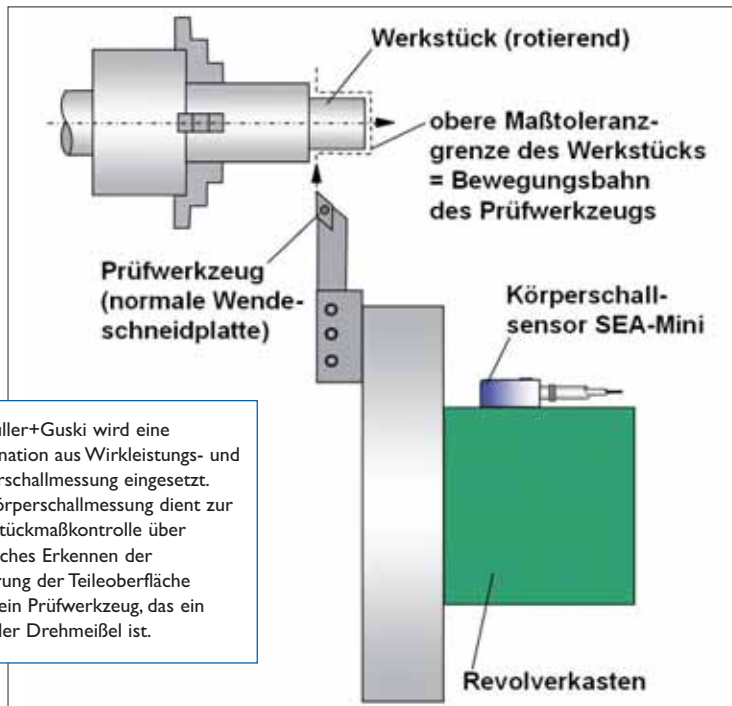 Werkstück (rotierend)
obere Maßtoleranz-
grenze des Werkstücks
= Bewegungsbahn
des Prüfwerkzeugs
Prüfwerkzeug
(normale Wende-
schneidplatte)
Körperschall-
sensor SEA-Mini
üller+Guski wird eine
nation aus Wirkleistungs- und
rschallmessung eingesetzt.
örperschallmessung dient zur
tückmaßkontrolle über
ches Erkennen der
rung der Teileoberfläche
ein Prüfwerkzeug, das ein
ler Drehmeißel ist.
Revolverkasten